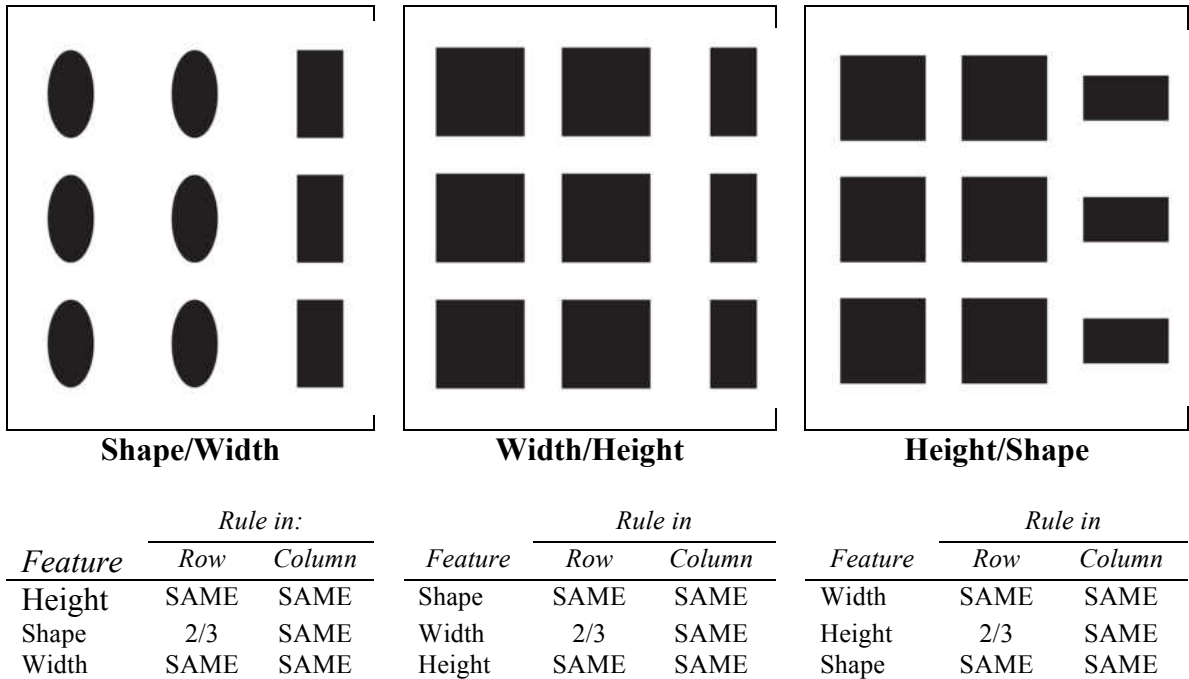 Shape/Width Width/Height Height/Shape
Rule in: Rule in Rule in
Feature Row Column Feature Row Column Feature Row Column
Height SAME SAME Shape SAME SAME Width SAME SAME
Shape 2/3 SAME Width 2/3 SAME Height 2/3 SAME
Width SAME SAME Height SAME SAME Shape SAME SAME